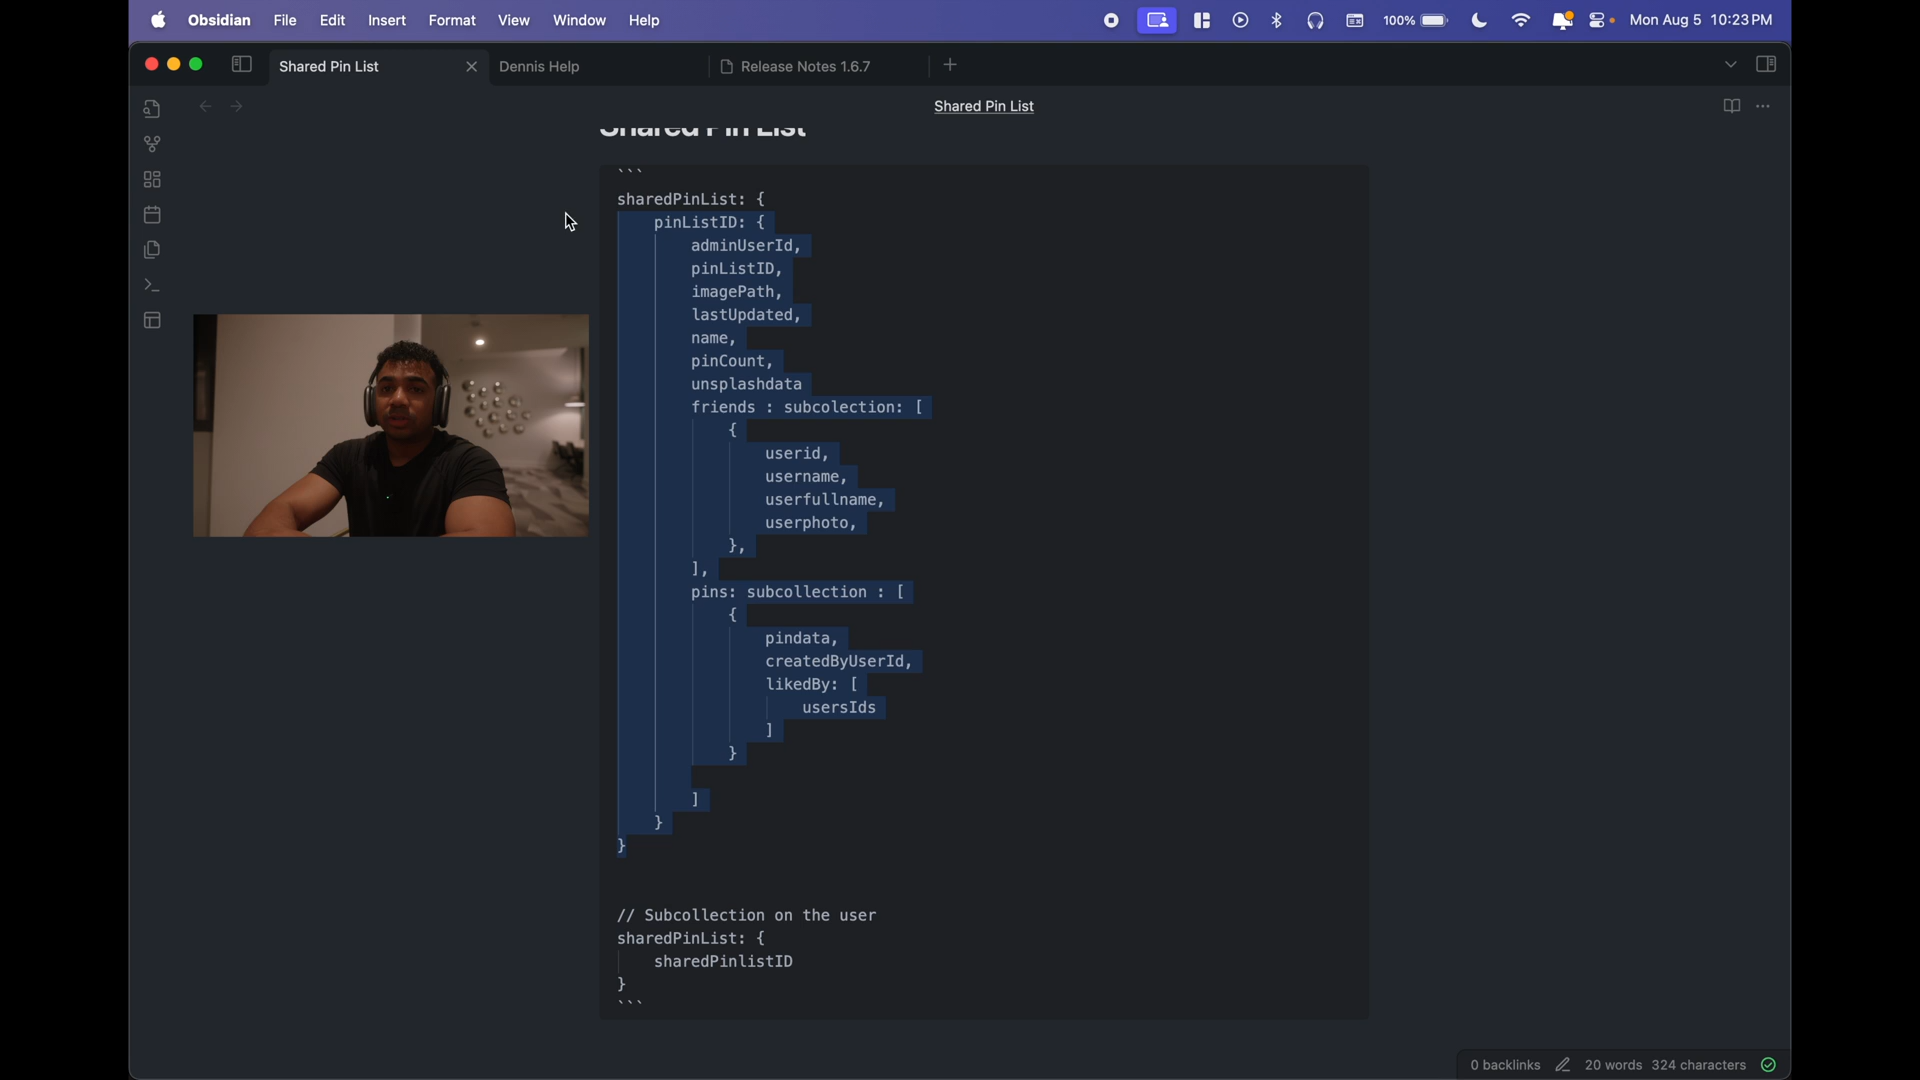 Obsidian File Edit Insert Format View Window Help 100% Mon Aug 5 10:23 PM
Shared Pin List Dennis Help Release Notes 1.6.7
Shared Pin List
Shared Pin List
```
sharedPinList: {
pinListID: {
adminUserId,
pinListID,
imagePath,
lastUpdated,
name,
pinCount,
unsplashdata
friends : subcolection: [
{
userid,
username,
userfullname,
userphoto,
},
],
pins: subcollection : [
{
pindata,
createdByUserId,
likedBy: [
usersIds
]
}
]
}
}
// Subcollection on the user
sharedPinList: {
sharedPinlistID
}
```
0 backlinks 20 words 324 characters